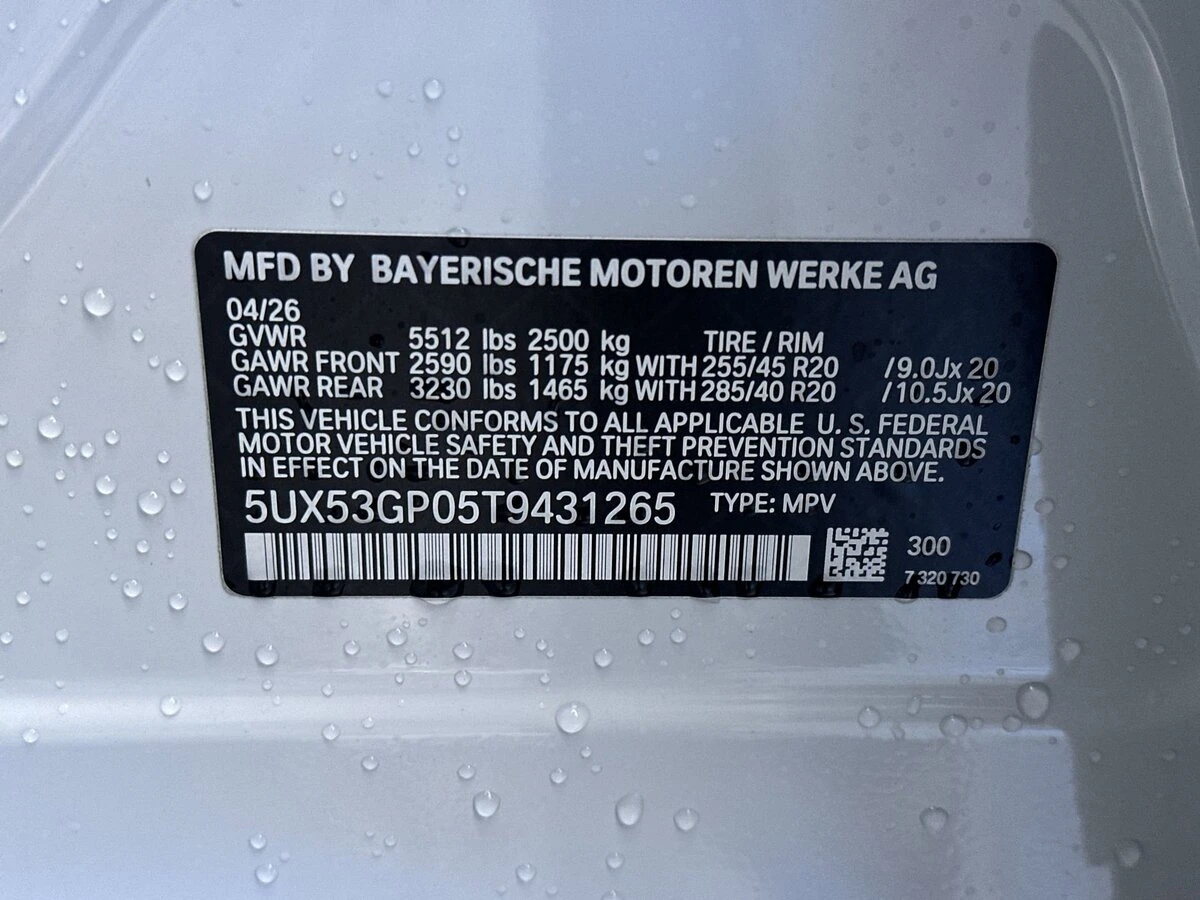 MFD BY BAYERISCHE MOTOREN WERKE AG
04/26
GVWR 5512 lbs 2500 kg TIRE / RIM
GAWR FRONT 2590 lbs 1175 kg WITH 255/45 R20 /9.0Jx 20
GAWR REAR 3230 lbs 1465 kg WITH 285/40 R20 /10.5Jx 20
THIS VEHICLE CONFORMS TO ALL APPLICABLE U. S. FEDERAL
MOTOR VEHICLE SAFETY AND THEFT PREVENTION STANDARDS
IN EFFECT ON THE DATE OF MANUFACTURE SHOWN ABOVE.
5UX53GP05T9431265 TYPE: MPV
300
7 320 730